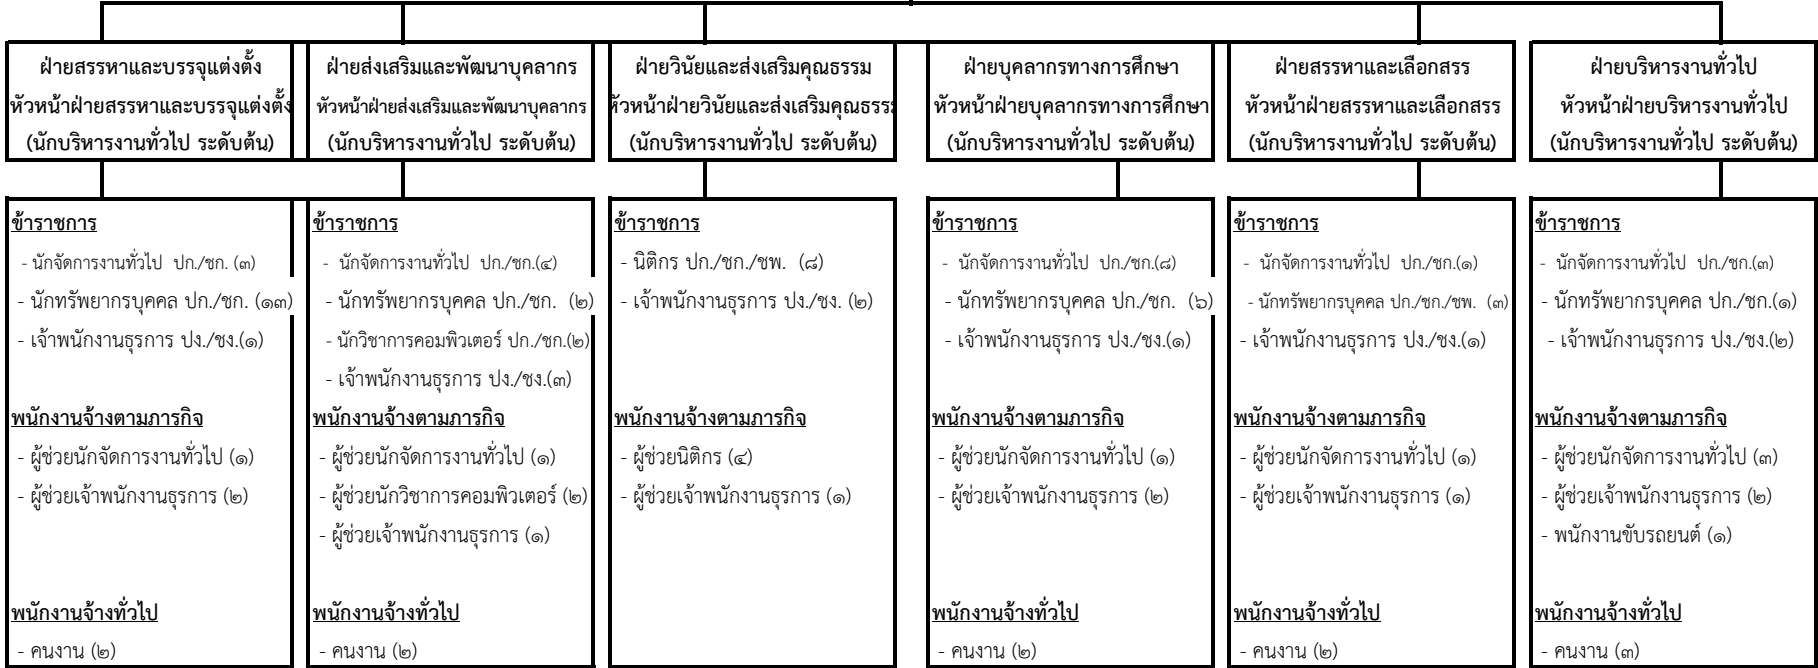 ฝ่ายสรรหาและบรรจุแต่งตั้ง
หัวหน้าฝ่ายสรรหาและบรรจุแต่งตั้ง
(นักบริหารงานทั่วไป ระดับต้น)
ข้าราชการ
- นักจัดการงานทั่วไป ปก./ชก. (๓)
- นักทรัพยากรบุคคล ปก./ชก. (๑๓)
- เจ้าพนักงานธุรการ ปง./ชง.(๑)
พนักงานจ้างตามภารกิจ
- ผู้ช่วยนักจัดการงานทั่วไป (๑)
- ผู้ช่วยเจ้าพนักงานธุรการ (๒)
พนักงานจ้างทั่วไป
- คนงาน (๒)
ฝ่ายส่งเสริมและพัฒนาบุคลากร
หัวหน้าฝ่ายส่งเสริมและพัฒนาบุคลากร
(นักบริหารงานทั่วไป ระดับต้น)
ข้าราชการ
- นักจัดการงานทั่วไป ปก./ชก.(๔)
- นักทรัพยากรบุคคล ปก./ชก. (๒)
- นักวิชาการคอมพิวเตอร์ ปก./ชก.(๒)
- เจ้าพนักงานธุรการ ปง./ชง.(๓)
พนักงานจ้างตามภารกิจ
- ผู้ช่วยนักจัดการงานทั่วไป (๑)
- ผู้ช่วยนักวิชาการคอมพิวเตอร์ (๒)
- ผู้ช่วยเจ้าพนักงานธุรการ (๑)
พนักงานจ้างทั่วไป
- คนงาน (๒)
ฝ่ายวินัยและส่งเสริมคุณธรรม
หัวหน้าฝ่ายวินัยและส่งเสริมคุณธรรม
(นักบริหารงานทั่วไป ระดับต้น)
ข้าราชการ
- นิติกร ปก./ชก./ชพ. (๘)
- เจ้าพนักงานธุรการ ปง./ชง. (๒)
พนักงานจ้างตามภารกิจ
- ผู้ช่วยนิติกร (๔)
- ผู้ช่วยเจ้าพนักงานธุรการ (๑)
ฝ่ายบุคลากรทางการศึกษา
หัวหน้าฝ่ายบุคลากรทางการศึกษา
(นักบริหารงานทั่วไป ระดับต้น)
ข้าราชการ
- นักจัดการงานทั่วไป ปก./ชก.(๘)
- นักทรัพยากรบุคคล ปก./ชก. (๖)
- เจ้าพนักงานธุรการ ปง./ชง.(๑)
พนักงานจ้างตามภารกิจ
- ผู้ช่วยนักจัดการงานทั่วไป (๑)
- ผู้ช่วยเจ้าพนักงานธุรการ (๒)
พนักงานจ้างทั่วไป
- คนงาน (๒)
ฝ่ายสรรหาและเลือกสรร
หัวหน้าฝ่ายสรรหาและเลือกสรร
(นักบริหารงานทั่วไป ระดับต้น)
ข้าราชการ
- นักจัดการงานทั่วไป ปก./ชก.(๑)
- นักทรัพยากรบุคคล ปก./ชก./ชพ. (๓)
- เจ้าพนักงานธุรการ ปง./ชง.(๑)
พนักงานจ้างตามภารกิจ
- ผู้ช่วยนักจัดการงานทั่วไป (๑)
- ผู้ช่วยเจ้าพนักงานธุรการ (๑)
พนักงานจ้างทั่วไป
- คนงาน (๒)
ฝ่ายบริหารงานทั่วไป
หัวหน้าฝ่ายบริหารงานทั่วไป
(นักบริหารงานทั่วไป ระดับต้น)
ข้าราชการ
- นักจัดการงานทั่วไป ปก./ชก.(๓)
- นักทรัพยากรบุคคล ปก./ชก.(๑)
- เจ้าพนักงานธุรการ ปง./ชง.(๒)
พนักงานจ้างตามภารกิจ
- ผู้ช่วยนักจัดการงานทั่วไป (๓)
- ผู้ช่วยเจ้าพนักงานธุรการ (๒)
- พนักงานขับรถยนต์ (๑)
พนักงานจ้างทั่วไป
- คนงาน (๓)